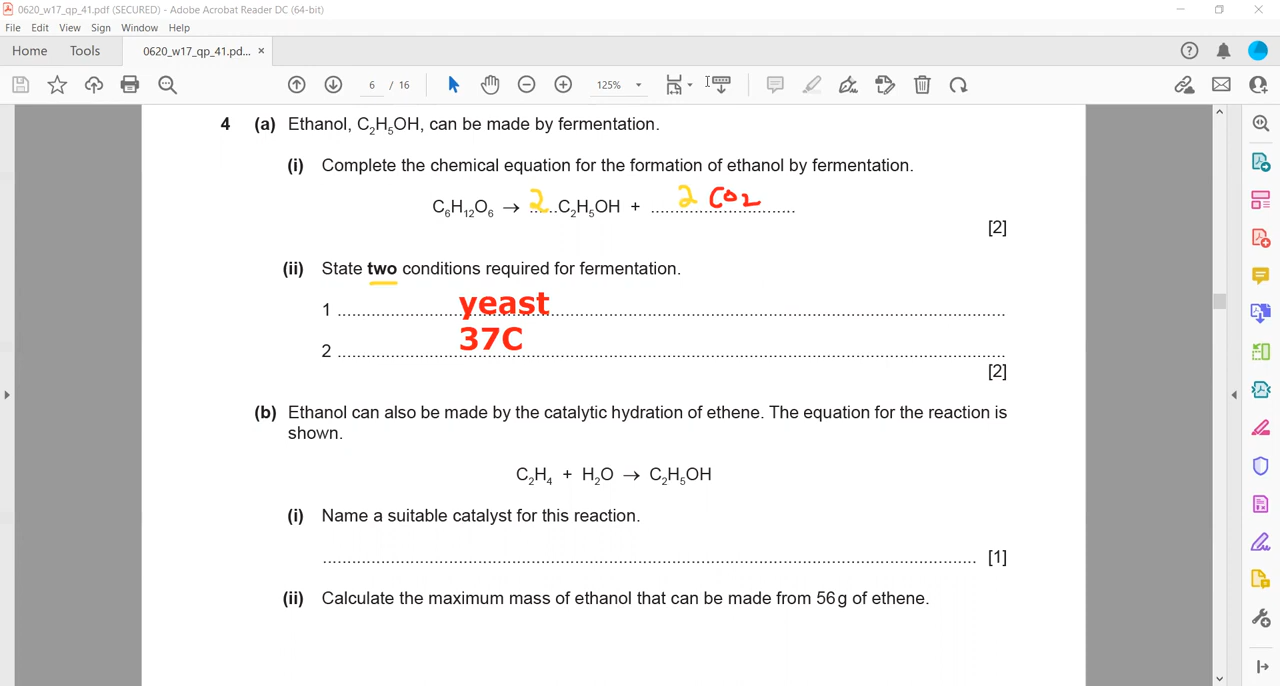 0620_w17_qp_41.pdf (SECURED) - Adobe Acrobat Reader DC (64-bit)
File Edit View Sign Window Help
Home Tools 0620_w17_qp_41.pd... ×
6 / 16 125%
4 (a) Ethanol, C₂H₅OH, can be made by fermentation.
(i) Complete the chemical equation for the formation of ethanol by fermentation.
C₆H₁₂O₆ → 2......C₂H₅OH + 2 CO₂ ..............................
[2]
(ii) State two conditions required for fermentation.
1 .............. yeast ..............
2 .............. 37C ..............
[2]
(b) Ethanol can also be made by the catalytic hydration of ethene. The equation for the reaction is
shown.
C₂H₄ + H₂O → C₂H₅OH
(i) Name a suitable catalyst for this reaction.
.............................. [1]
(ii) Calculate the maximum mass of ethanol that can be made from 56 g of ethene.